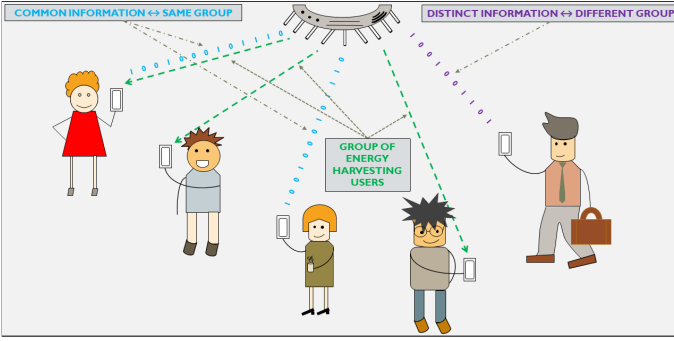 COMMON INFORMATION ↔ SAME GROUP
DISTINCT INFORMATION ↔ DIFFERENT GROUP
GROUP OF
ENERGY
HARVESTING
USERS